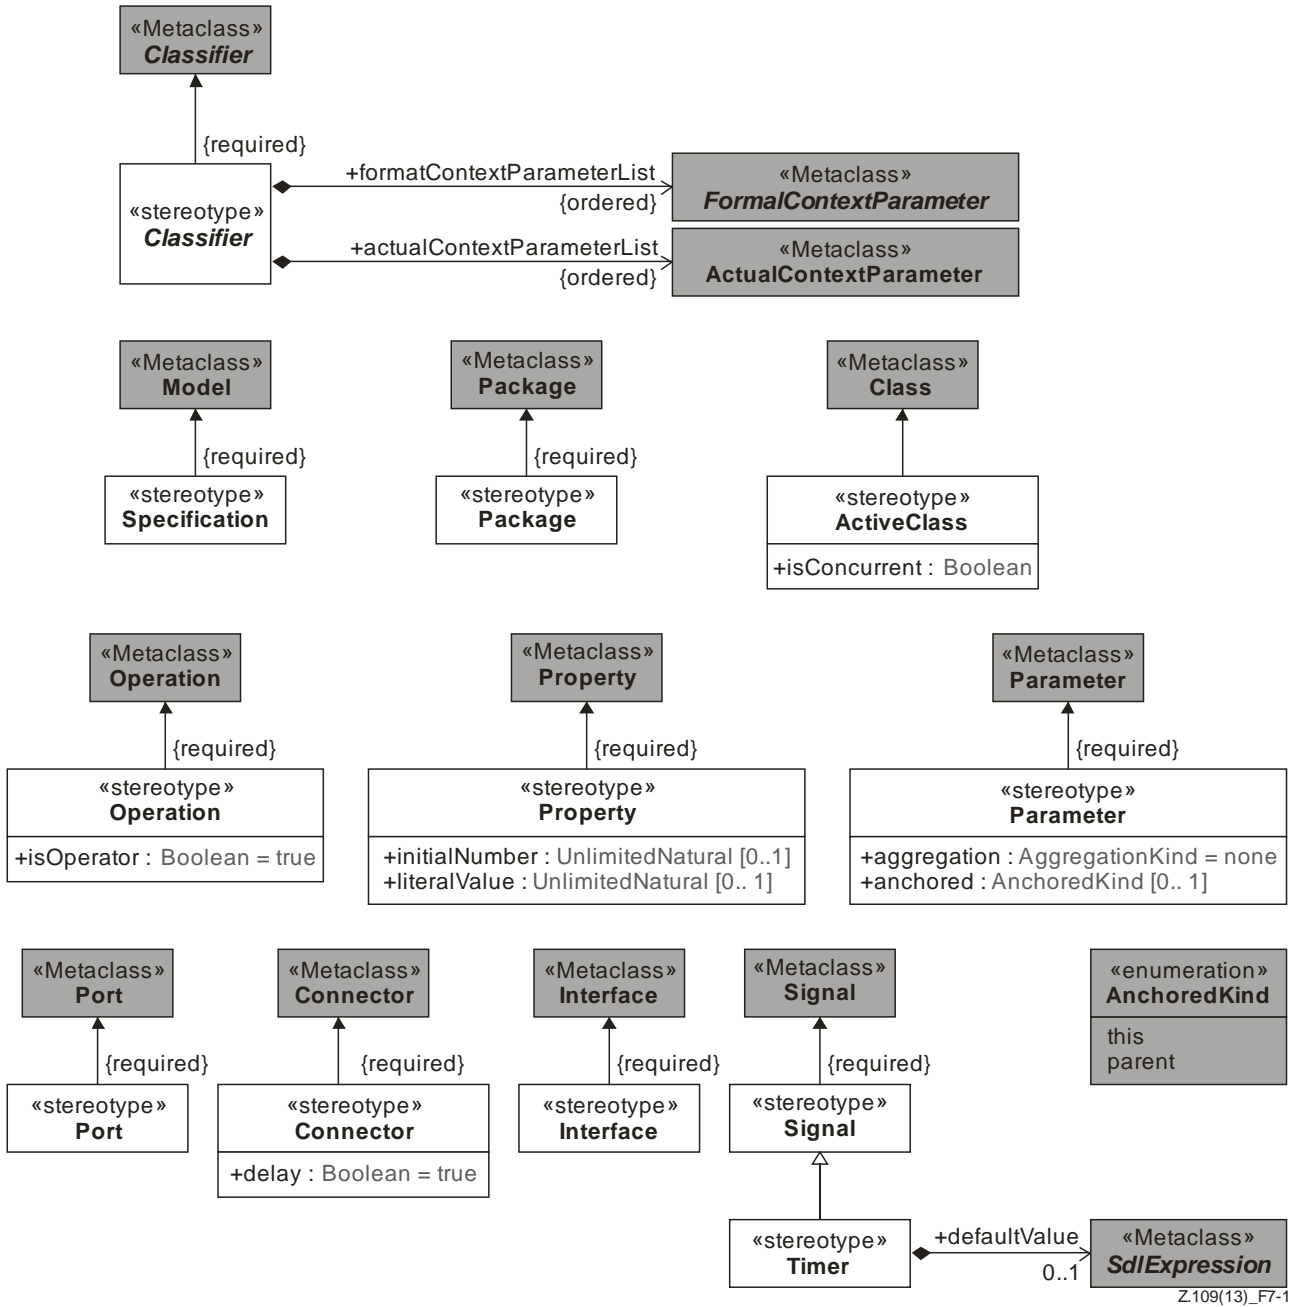 «Metaclass»
Classifier
{required}
«stereotype»
Classifier
+formatContextParameterList
{ordered}
«Metaclass»
FormalContextParameter
+actualContextParameterList
{ordered}
«Metaclass»
ActualContextParameter
«Metaclass»
Model
{required}
«stereotype»
Specification
«Metaclass»
Package
{required}
«stereotype»
Package
«Metaclass»
Class
«stereotype»
ActiveClass
+isConcurrent : Boolean
«Metaclass»
Operation
{required}
«stereotype»
Operation
+isOperator : Boolean = true
«Metaclass»
Property
{required}
«stereotype»
Property
+initialNumber : UnlimitedNatural [0..1]
+literalValue : UnlimitedNatural [0.. 1]
«Metaclass»
Parameter
{required}
«stereotype»
Parameter
+aggregation : AggregationKind = none
+anchored : AnchoredKind [0.. 1]
«Metaclass»
Port
{required}
«stereotype»
Port
«Metaclass»
Connector
{required}
«stereotype»
Connector
+delay : Boolean = true
«Metaclass»
Interface
{required}
«stereotype»
Interface
«Metaclass»
Signal
{required}
«stereotype»
Signal
«enumeration»
AnchoredKind
this
parent
«stereotype»
Timer
+defaultValue
0..1
«Metaclass»
SdlExpression
Z.109(13)_F7-1